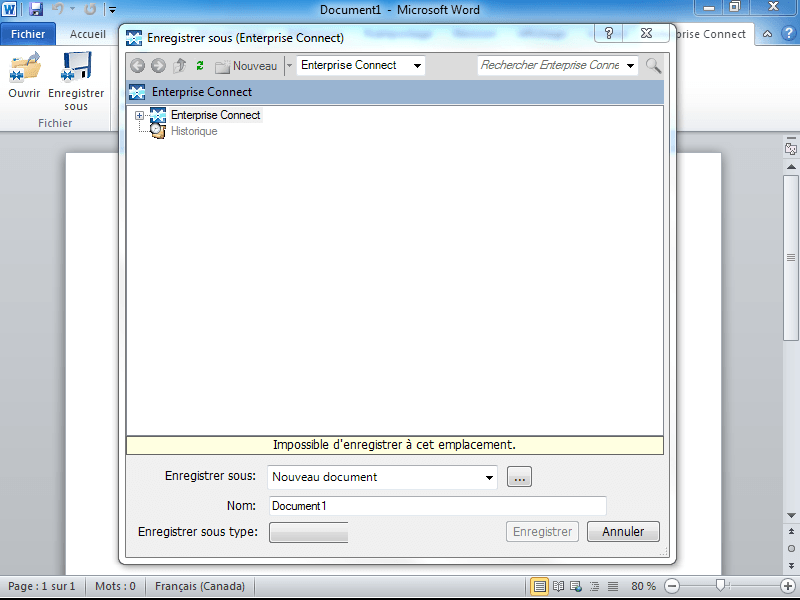 Document1 - Microsoft Word
Fichier
Accueil
rise Connect
Ouvrir
Enregistrer
sous
Fichier
Enregistrer sous (Enterprise Connect)
Nouveau
Enterprise Connect
Rechercher Enterprise Conne
Enterprise Connect
Enterprise Connect
Historique
Impossible d'enregistrer à cet emplacement.
Enregistrer sous:
Nouveau document
...
Nom:
Document1
Enregistrer sous type:
Enregistrer
Annuler
Page : 1 sur 1
Mots : 0
Français (Canada)
80 %